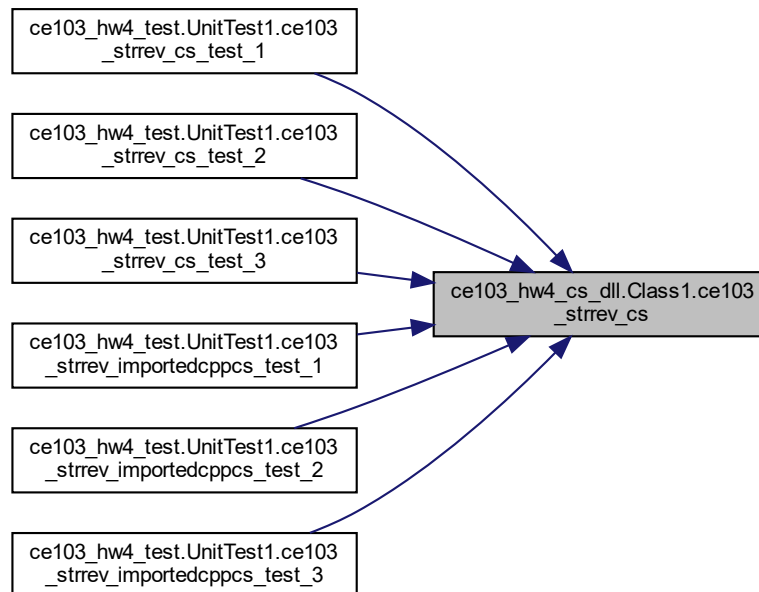 ce103_hw4_test.UnitTest1.ce103
_strrev_cs_test_1
ce103_hw4_test.UnitTest1.ce103
_strrev_cs_test_2
ce103_hw4_test.UnitTest1.ce103
_strrev_cs_test_3
ce103_hw4_cs_dll.Class1.ce103
_strrev_cs
ce103_hw4_test.UnitTest1.ce103
_strrev_importedcppcs_test_1
ce103_hw4_test.UnitTest1.ce103
_strrev_importedcppcs_test_2
ce103_hw4_test.UnitTest1.ce103
_strrev_importedcppcs_test_3